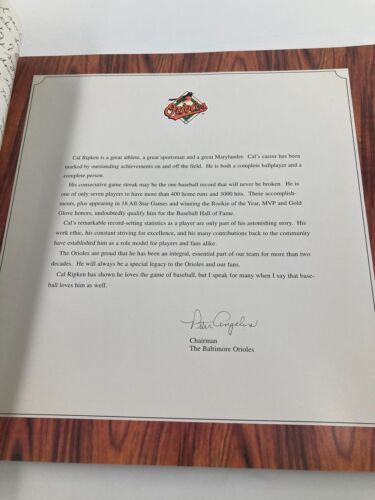 Orioles
Cal Ripken is a great athlete, a great sportsman and a great Marylander. Cal's career has been
marked by outstanding achievements on and off the field. He is both a complete ballplayer and a
complete person.
His consecutive game streak may be the one baseball record that will never be broken. He is
one of only seven players to have more than 400 home runs and 3000 hits. These accomplish-
ments, plus appearing in 18 All-Star Games and winning the Rookie of the Year, MVP and Gold
Glove honors, undoubtedly qualify him for the Baseball Hall of Fame.
Cal's remarkable record-setting statistics as a player are only part of his astonishing story. His
work ethic, his constant striving for excellence, and his many contributions back to the community
have established him as a role model for players and fans alike.
The Orioles are proud that he has been an integral, essential part of our team for more than two
decades. He will always be a special legacy to the Orioles and our fans.
Cal Ripken has shown he loves the game of baseball, but I speak for many when I say that base-
ball loves him as well.
Peter Angelos
Chairman
The Baltimore Orioles